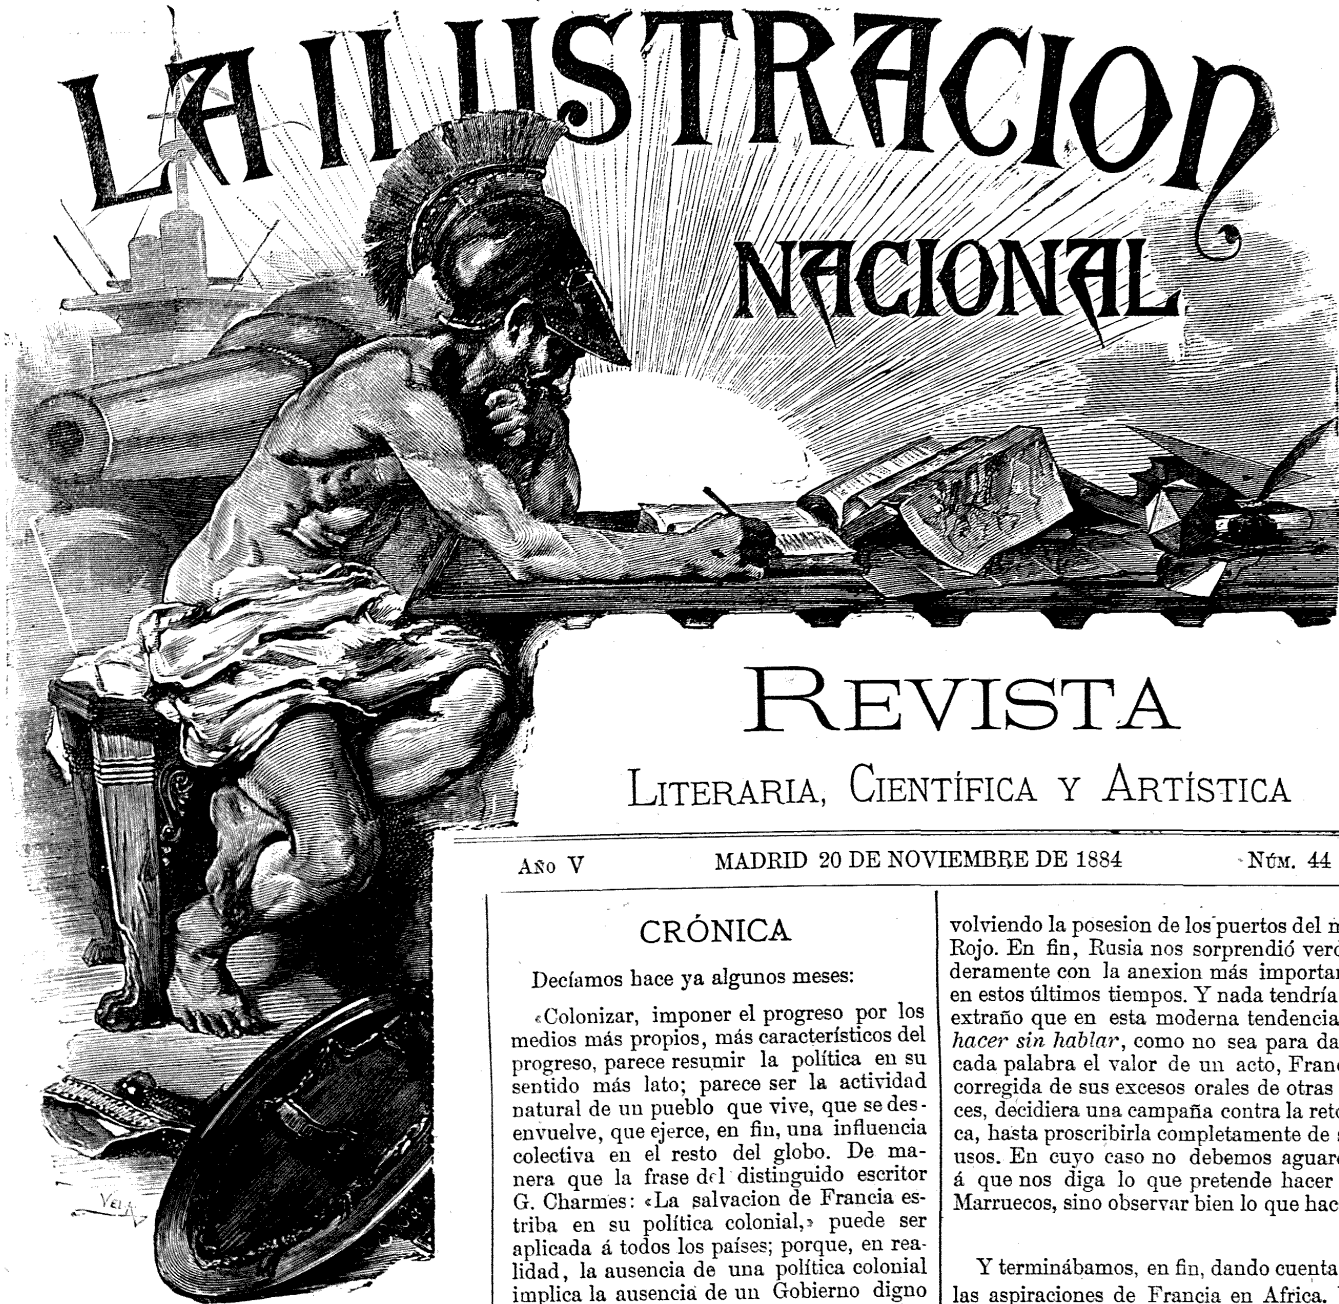 LA ILUSTRACION
NACIONAL
REVISTA
LITERARIA, CIENTÍFICA Y ARTÍSTICA
AÑO V
MADRID 20 DE NOVIEMBRE DE 1884
NÚM. 44
CRÓNICA
Decíamos hace ya algunos meses:
«Colonizar, imponer el progreso por los
medios más propios, más característicos del
progreso, parece resumir la política en su
sentido más lato; parece ser la actividad
natural de un pueblo que vive, que se des-
envuelve, que ejerce, en fin, una influencia
colectiva en el resto del globo. De ma-
nera que la frase del distinguido escritor
G. Charmes: «La salvacion de Francia es-
triba en su política colonial,» puede ser
aplicada á todos los países; porque, en rea-
lidad, la ausencia de una política colonial
implica la ausencia de un Gobierno digno
volviendo la posesion de los puertos del m
Rojo. En fin, Rusia nos sorprendió verd
deramente con la anexion más importa
en estos últimos tiempos. Y nada tendría
extraño que en esta moderna tendencia
hacer sin hablar, como no sea para da
cada palabra el valor de un acto, Fran
corregida de sus excesos orales de otras
ces, decidiera una campaña contra la ret
ca, hasta proscribirla completamente de
usos. En cuyo caso no debemos aguar
á que nos diga lo que pretende hacer
Marruecos, sino observar bien lo que hac
Y terminábamos, en fin, dando cuenta
las aspiraciones de Francia en Africa.
VELA